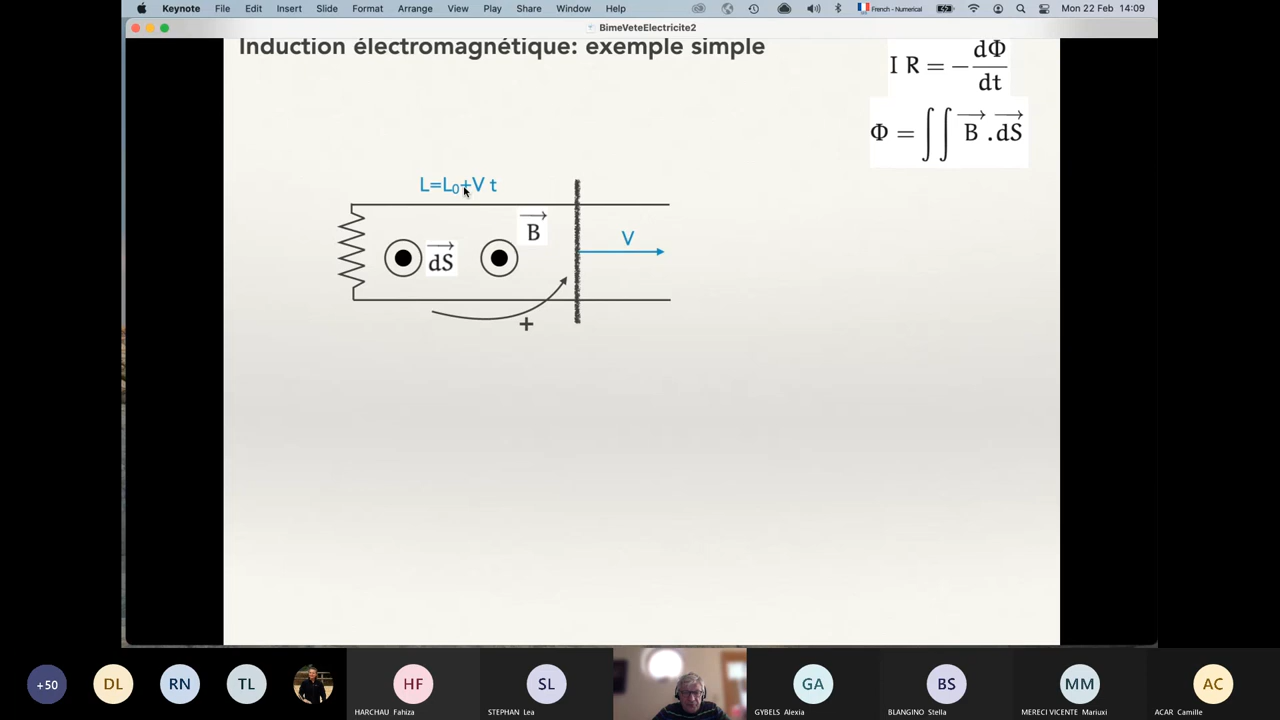 Keynote File Edit Insert Slide Format Arrange View Play Share Window Help French - Numerical Mon 22 Feb 14:09
BimeVeteElectricite2
Induction électromagnétique: exemple simple
I R = − dΦ/dt
Φ = ∫∫ B⃗ . dS⃗
L=L₀+V t
B⃗
V
dS⃗
+
+50 DL RN TL HF SL GA BS MM AC
HARCHAU Fahiza STEPHAN Lea GYBELS Alexia BLANGINO Stella MERECI VICENTE Mariuxi ACAR Camille